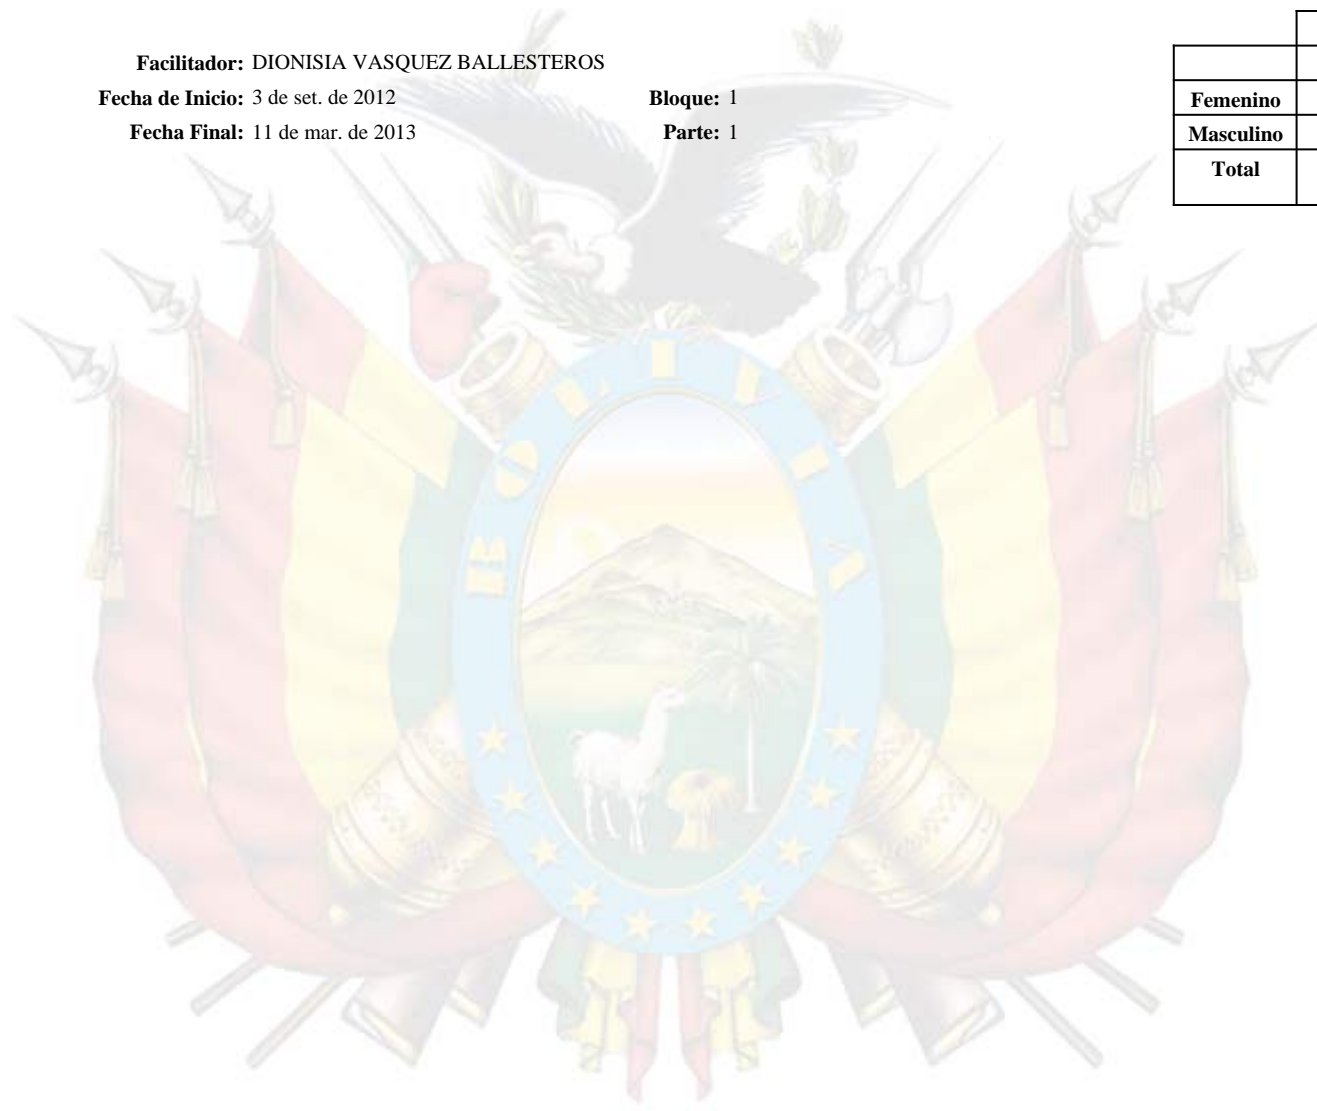 Facilitador: DIONISIA VASQUEZ BALLESTEROS
Fecha de Inicio: 3 de set. de 2012 Bloque: 1
Fecha Final: 11 de mar. de 2013 Parte: 1
Femenino
Masculino
Total
BOLIVIA